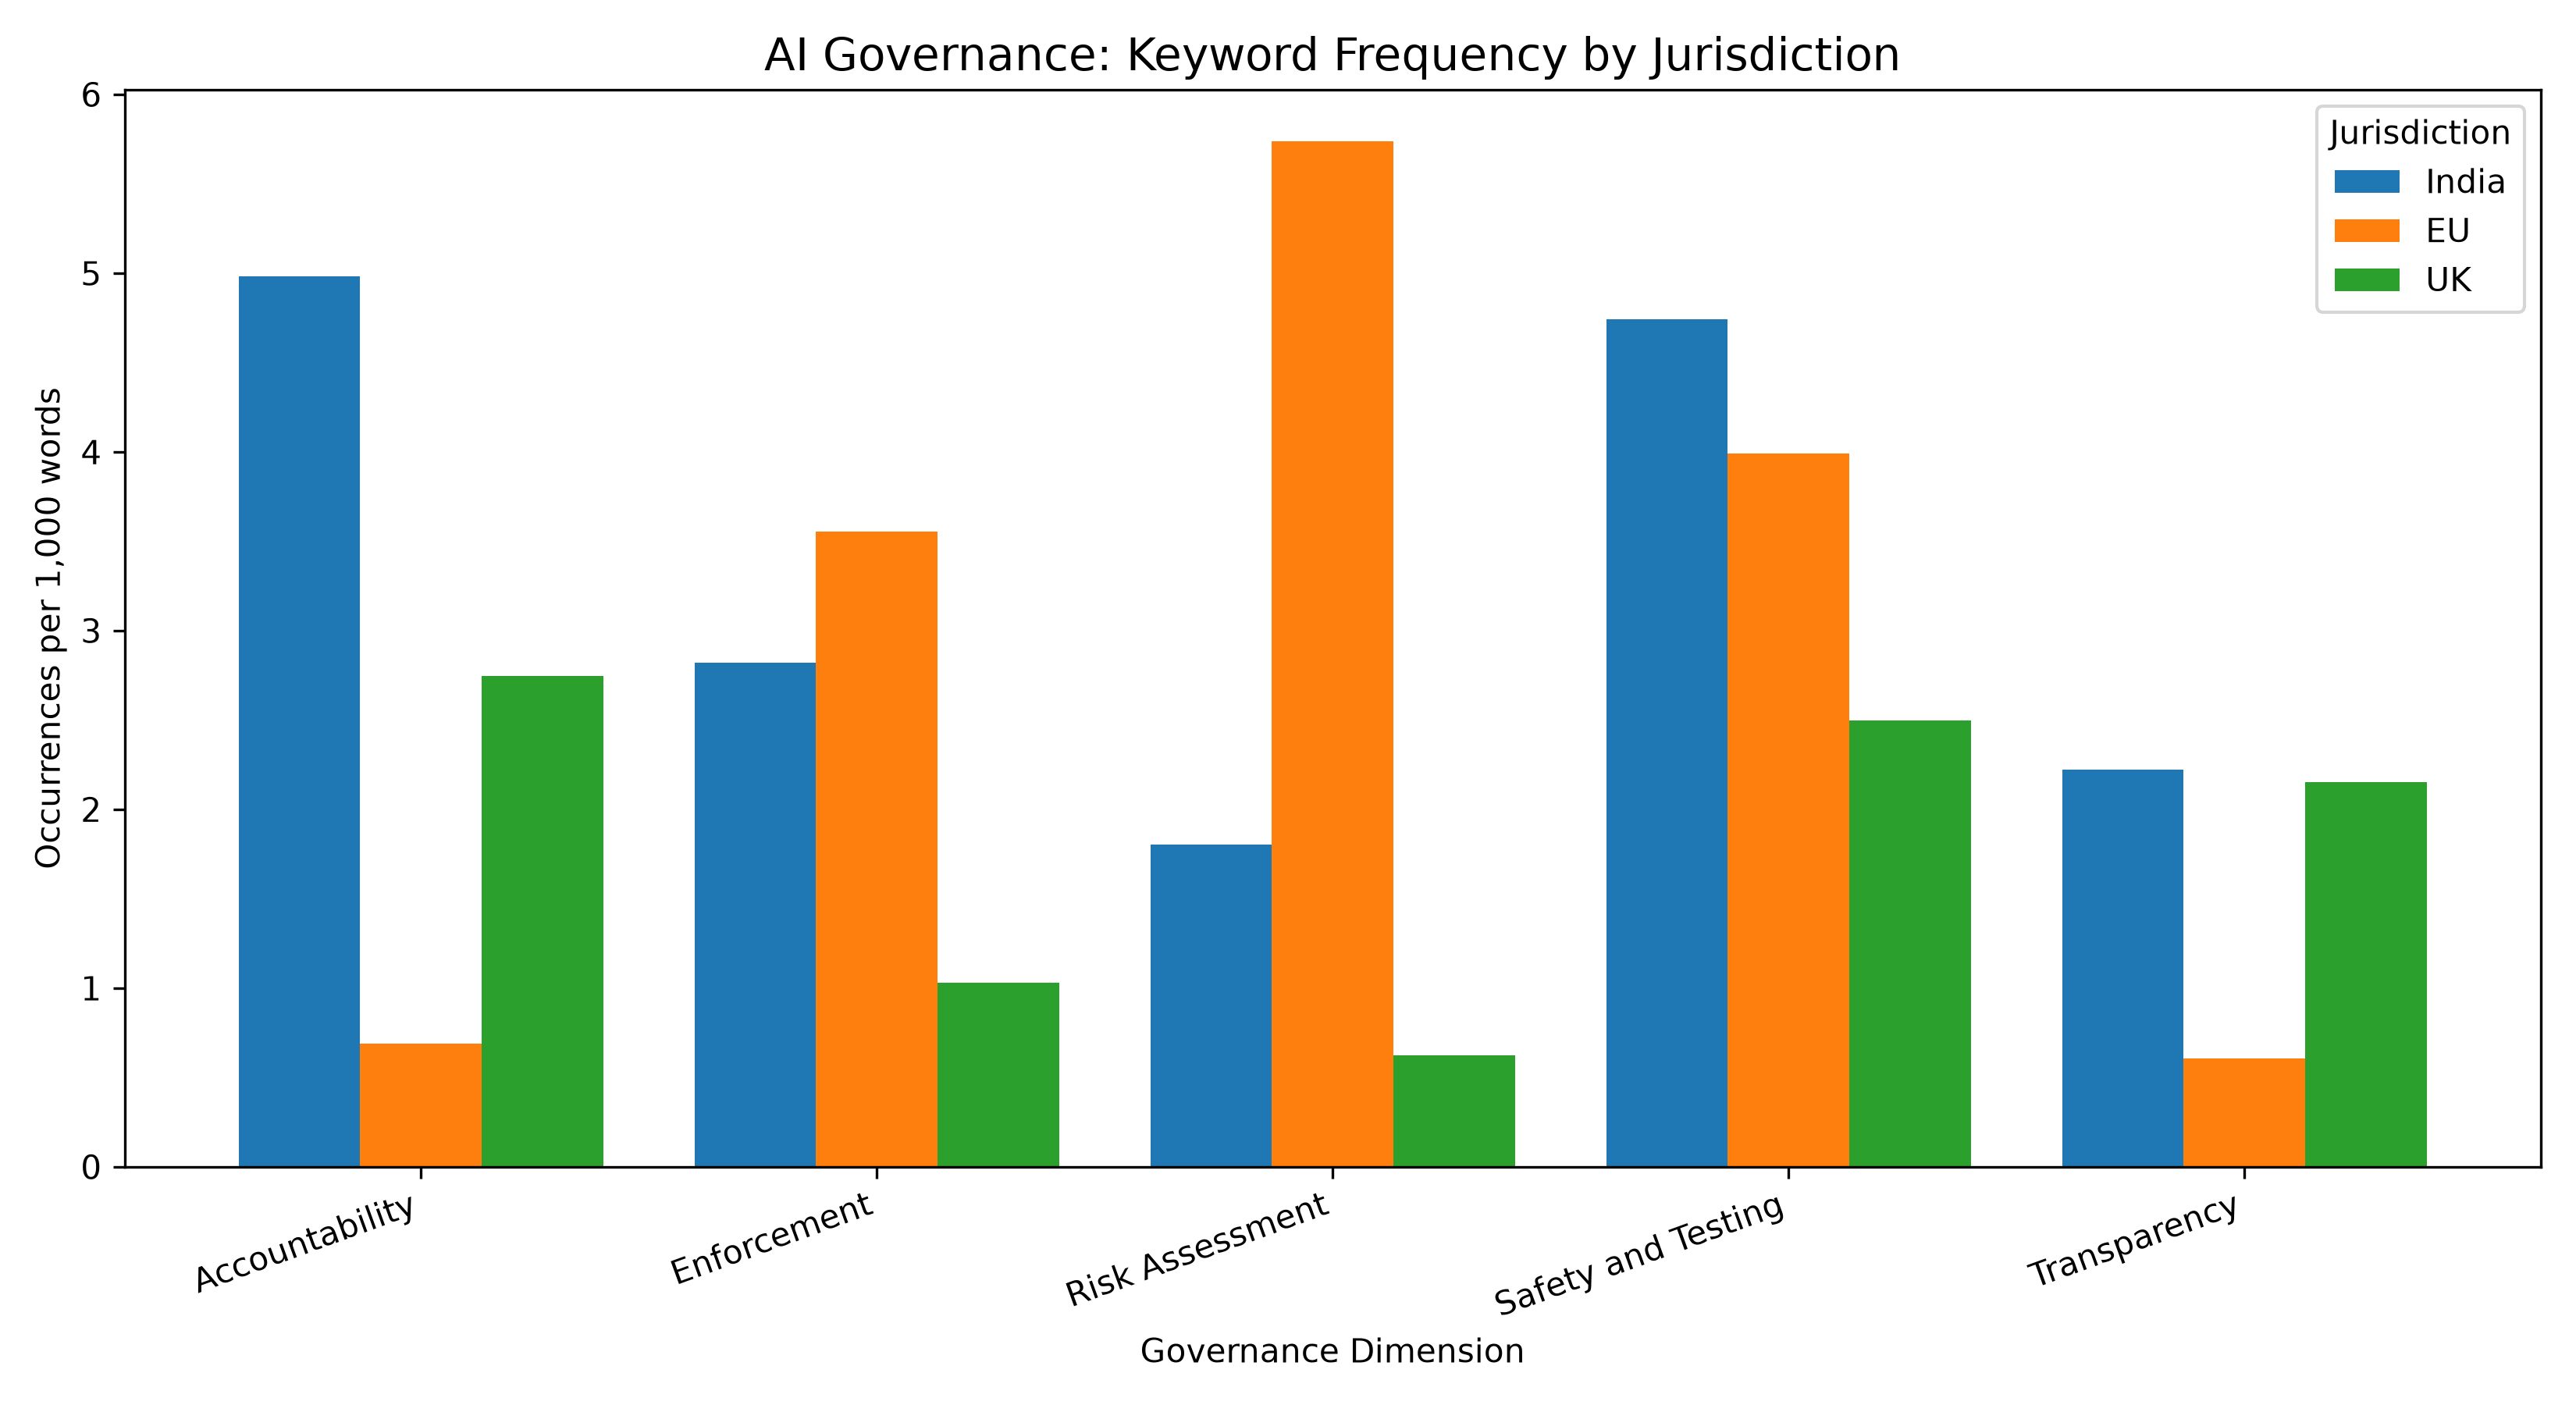 AI Governance: Keyword Frequency by Jurisdiction
Occurrences per 1,000 words
6
5
4
3
2
1
0
Jurisdiction
India
EU
UK
Accountability
Enforcement
Risk Assessment
Safety and Testing
Transparency
Governance Dimension